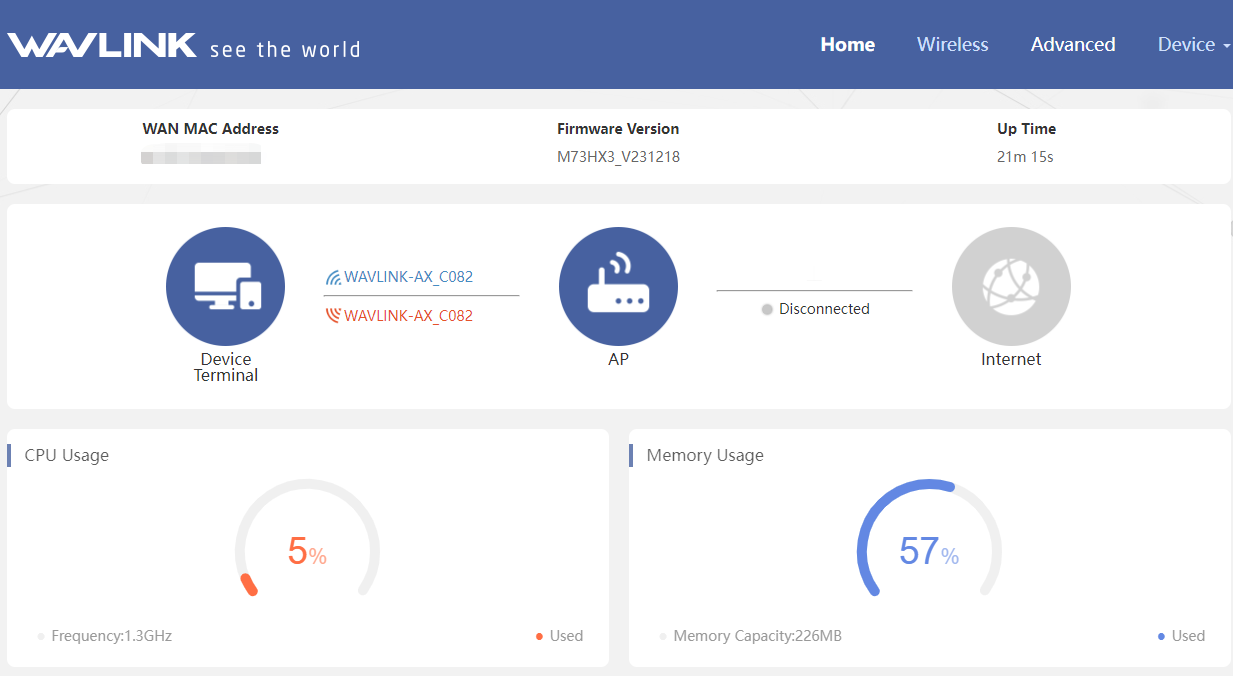 WAVLINK see the world
Home Wireless Advanced Device
WAN MAC Address
Firmware Version
M73HX3_V231218
Up Time
21m 15s
WAVLINK-AX_C082
WAVLINK-AX_C082
Disconnected
Device
Terminal
AP
Internet
CPU Usage
5%
Frequency:1.3GHz
Used
Memory Usage
57%
Memory Capacity:226MB
Used